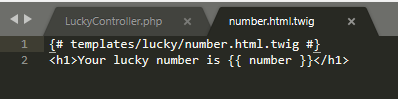 LuckyController.php × number.html.twig ×
1 {# templates/lucky/number.html.twig #}
2 <h1>Your lucky number is {{ number }}</h1>